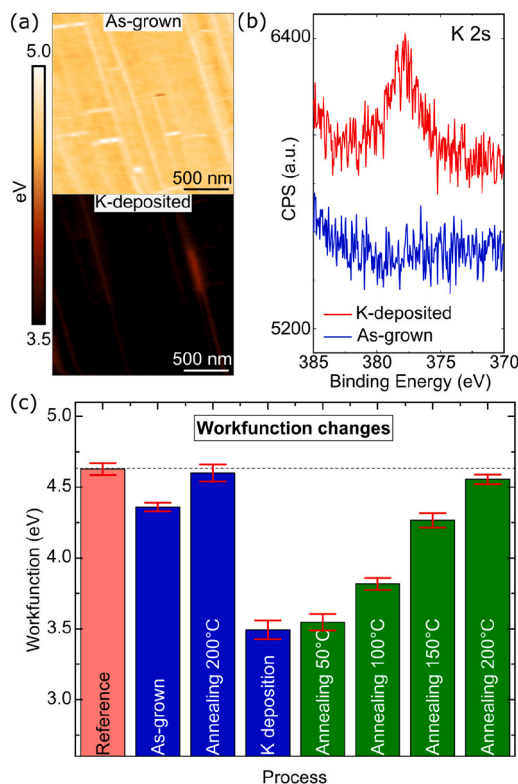 (a)
As-grown
5.0
eV
3.5
500 nm
K-deposited
500 nm
(b)
K 2s
6400
CPS (a.u.)
5200
K-deposited
As-grown
385 380 375 370
Binding Energy (eV)
(c)
Workfunction changes
5.0
4.5
4.0
3.5
3.0
Workfunction (eV)
Reference
As-grown
Annealing 200°C
K deposition
Annealing 50°C
Annealing 100°C
Annealing 150°C
Annealing 200°C
Process